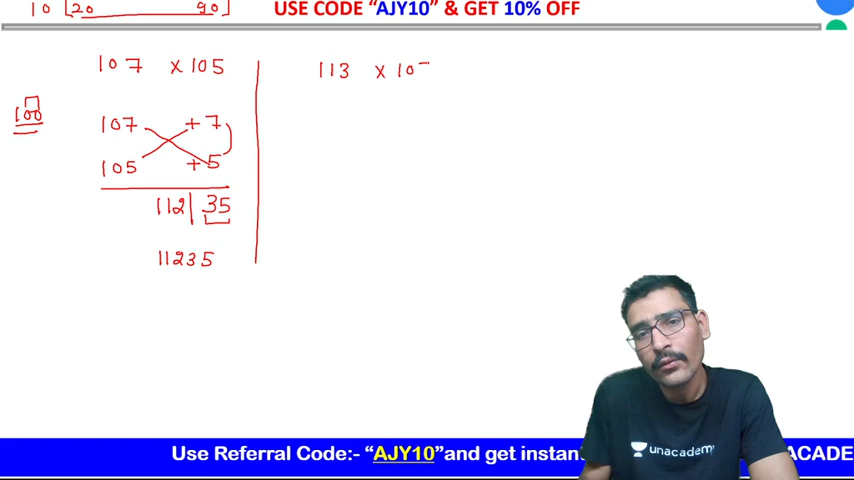 10 [20 90]
USE CODE "AJY10" & GET 10% OFF
107 x 105
113 x 10
100
107 + 7
105 + 5
112 | 35
11235
unacademy
Use Referral Code:- "AJY10"and get instan
ACADE